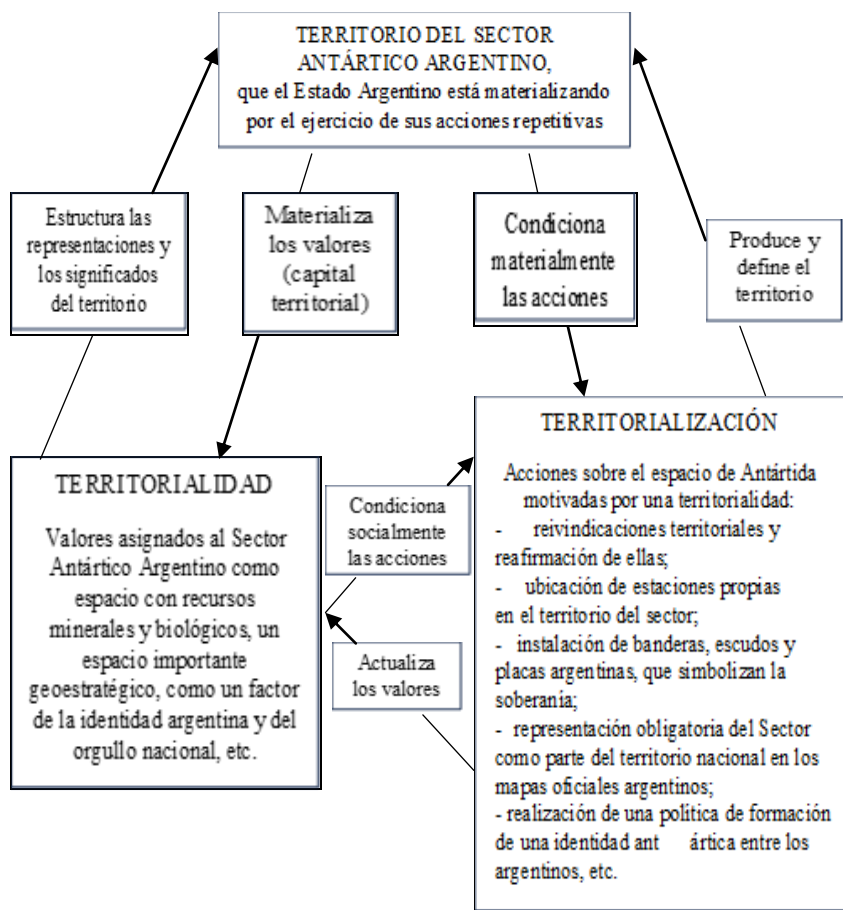 TERRITORIO DEL SECTOR
ANTÁRTICO ARGENTINO,
que el Estado Argentino está materializando
por el ejercicio de sus acciones repetitivas
Estructura las
representaciones y
los significados
del territorio
Materializa
los valores
(capital
territorial)
Condiciona
materialmente
las acciones
Produce y
define el
territorio
TERRITORIALIDAD
Valores asignados al Sector
Antártico Argentino como
espacio con recursos
minerales y biológicos, un
espacio importante
geoestratégico, como un factor
de la identidad argentina y del
orgullo nacional, etc.
Condiciona
socialmente
las acciones
Actualiza
los valores
TERRITORIALIZACIÓN
Acciones sobre el espacio de Antártida
motivadas por una territorialidad:
- reivindicaciones territoriales y
reafirmación de ellas;
- ubicación de estaciones propias
en el territorio del sector;
- instalación de banderas, escudos y
placas argentinas, que simbolizan la
soberanía;
- representación obligatoria del Sector
como parte del territorio nacional en los
mapas oficiales argentinos;
- realización de una política de formación
de una identidad ant ártica entre los
argentinos, etc.